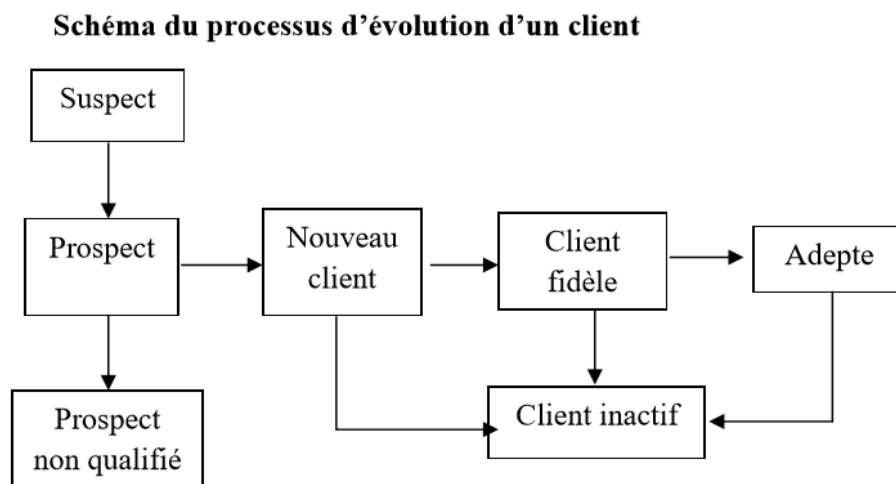 Schéma du processus d’évolution d’un client
Suspect
Prospect
Nouveau
client
Client
fidèle
Adepte
Prospect
non qualifié
Client inactif